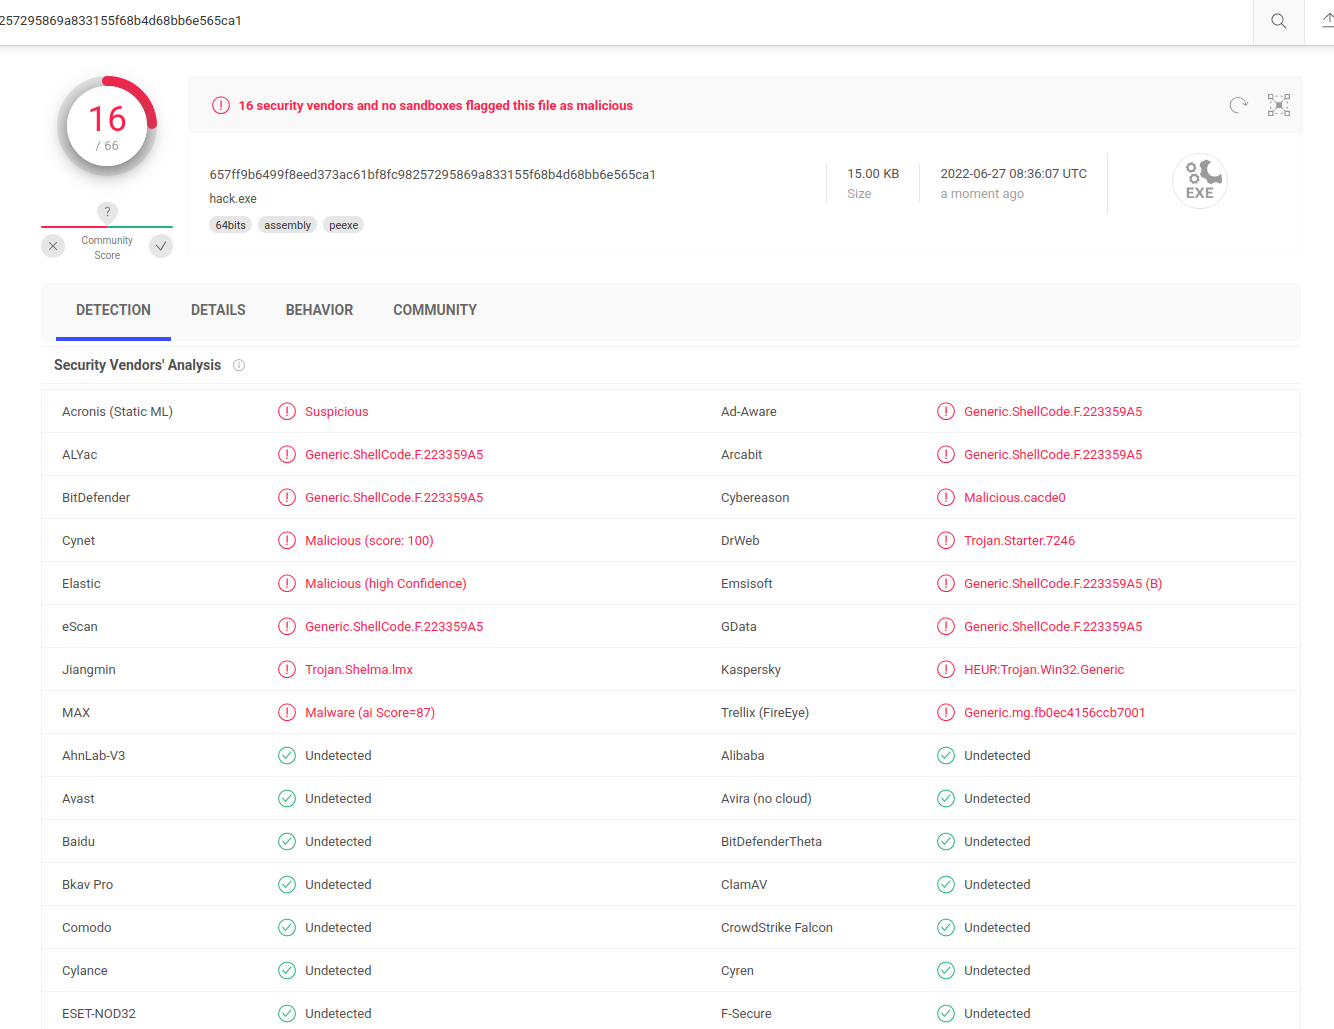 257295869a833155f68b4d68bb6e565ca1
16
/ 66
16 security vendors and no sandboxes flagged this file as malicious
657ff9b6499f8eed373ac61bf8fc98257295869a833155f68b4d68bb6e565ca1
hack.exe
64bits assembly peexe
15.00 KB
Size
2022-06-27 08:36:07 UTC
a moment ago
EXE
?
Community
Score
DETECTION DETAILS BEHAVIOR COMMUNITY
Security Vendors' Analysis
Acronis (Static ML) Suspicious Ad-Aware Generic.ShellCode.F.223359A5
ALYac Generic.ShellCode.F.223359A5 Arcabit Generic.ShellCode.F.223359A5
BitDefender Generic.ShellCode.F.223359A5 Cybereason Malicious.cacde0
Cynet Malicious (score: 100) DrWeb Trojan.Starter.7246
Elastic Malicious (high Confidence) Emsisoft Generic.ShellCode.F.223359A5 (B)
eScan Generic.ShellCode.F.223359A5 GData Generic.ShellCode.F.223359A5
Jiangmin Trojan.Shelma.lmx Kaspersky HEUR:Trojan.Win32.Generic
MAX Malware (ai Score=87) Trellix (FireEye) Generic.mg.fb0ec4156ccb7001
AhnLab-V3 Undetected Alibaba Undetected
Avast Undetected Avira (no cloud) Undetected
Baidu Undetected BitDefenderTheta Undetected
Bkav Pro Undetected ClamAV Undetected
Comodo Undetected CrowdStrike Falcon Undetected
Cylance Undetected Cyren Undetected
ESET-NOD32 Undetected F-Secure Undetected